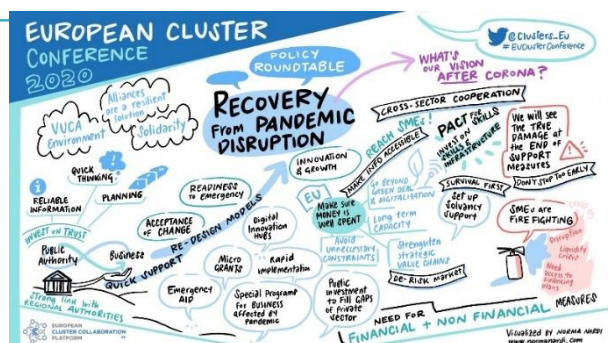 EUROPEAN CLUSTER
CONFERENCE
2020
POLICY
ROUNDTABLE
RECOVERY
From PANDEMIC
DISRUPTION
WHAT'S
OUR VISION
AFTER CORONA?
@Clusters_Eu
#EUClusterConference
VUCA
Environment
Alliances
are a resilient
solution
Solidarity
QUICK
THINKING
PLANNING
RELIABLE
INFORMATION
INVEST ON TRUST
Public
Authority
Business
STRONG link with
REGIONAL AUTHORITIES
QUICK SUPPORT
RE-DESIGN MODELS
READINESS
to EMERGENCY
ACCEPTANCE
OF CHANGE
Digital
Innovation
HUBS
MICRO
GRANTS
Rapid
implementation
Emergency
AID
Special Programs
for BUSINESS
affected by
Pandemic
Public
Investment
to Fill GAPS
of private
Sector
INNOVATION
& GROWTH
EU
Make sure
MONEY is
WELL SPENT
Avoid
unnecessary
constraints
GO BEYOND
GREEN DEAL &
DIGITALISATION
Long term
CAPACITY
Strengthen
strategic
VALUE CHAINS
DE-RISK market
MAKE INFO ACCESSIBLE
REACH SMEs!
CROSS-SECTOR COOPERATION
PACT FOR SKILLS
INVEST ON
SKILLS
INFRASTRUCTURE
SURVIVAL FIRST
Set up
SOLVANCY
SUPPORT
We will see
the TRUE
DAMAGE at
the END OF
SUPPORT
MEASURES
DON'T STOP TOO EARLY
SMEs are
FIRE FIGHTING
Disruption
Liquidity
Crisis
Need
access to
financing
NEED FOR
FINANCIAL + NON FINANCIAL
MEASURES
EUROPEAN
CLUSTER COLLABORATION
PLATFORM
Visualized by NORMA NARDI
www.normanardi.com